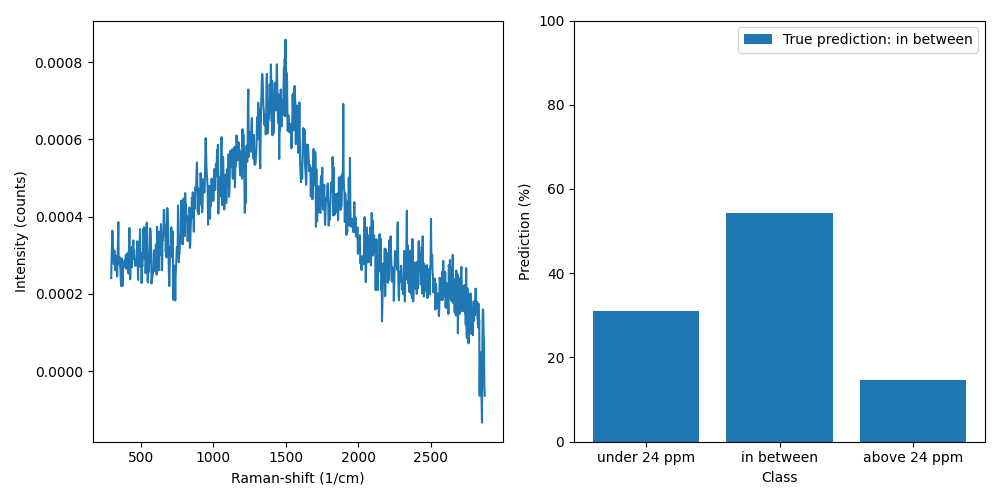 0.0008
0.0006
0.0004
0.0002
0.0000
Intensity (counts)
500 1000 1500 2000 2500
Raman-shift (1/cm)
True prediction: in between
100
80
60
40
20
0
Prediction (%)
under 24 ppm in between above 24 ppm
Class